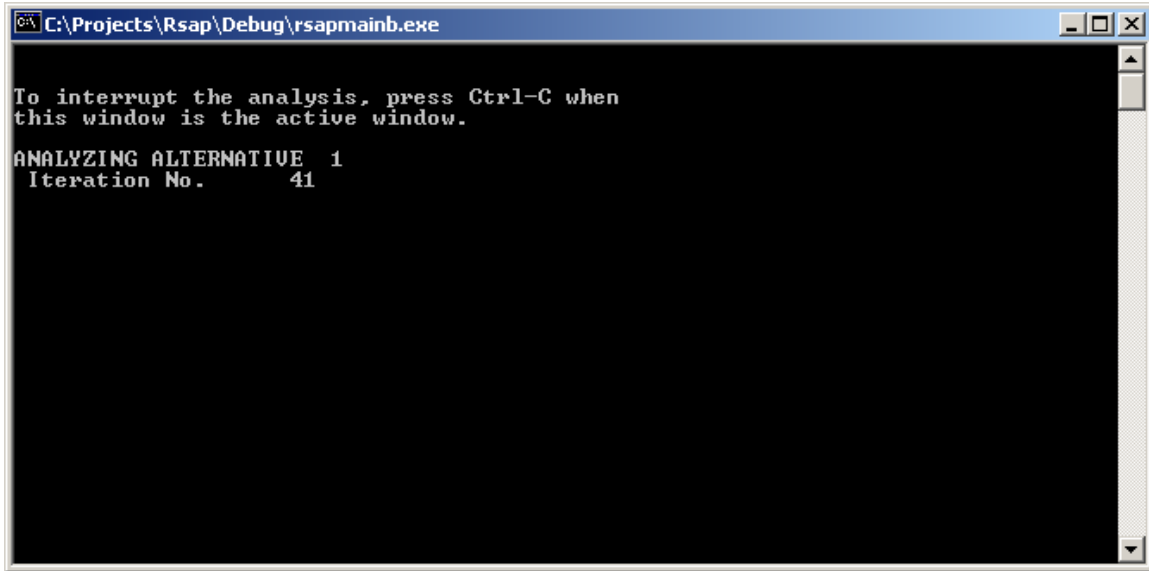 C:\Projects\Rsap\Debug\rsapmainb.exe
To interrupt the analysis, press Ctrl-C when
this window is the active window.
ANALYZING ALTERNATIVE 1
Iteration No. 41